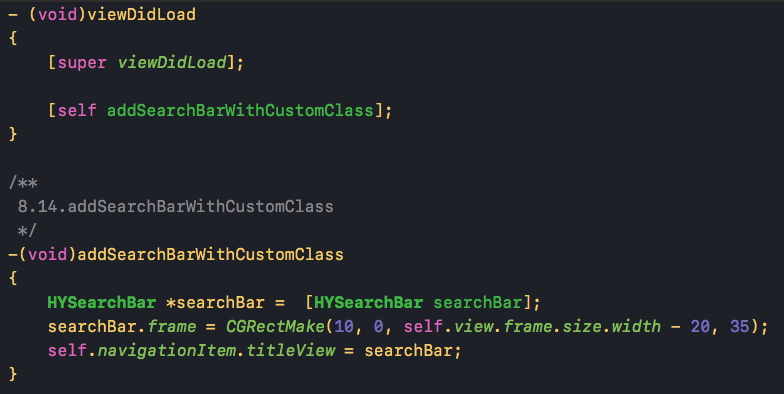 - (void)viewDidLoad
{
    [super viewDidLoad];

    [self addSearchBarWithCustomClass];
}

/**
 8.14.addSearchBarWithCustomClass
 */
-(void)addSearchBarWithCustomClass
{
    HYSearchBar *searchBar =  [HYSearchBar searchBar];
    searchBar.frame = CGRectMake(10, 0, self.view.frame.size.width - 20, 35);
    self.navigationItem.titleView = searchBar;
}